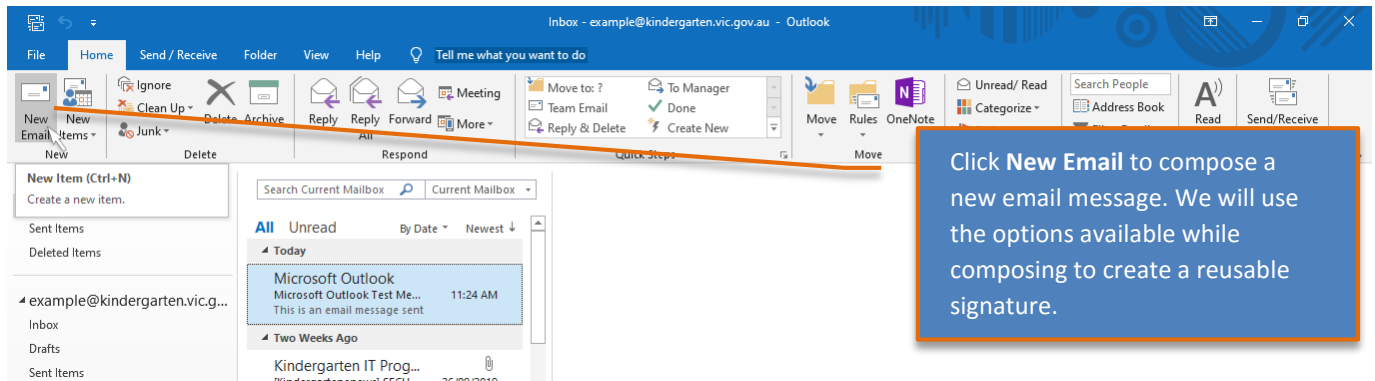 Inbox - example@kindergarten.vic.gov.au - Outlook
File Home Send / Receive Folder View Help Tell me what you want to do
New Email
New Items
Ignore
Clean Up
Junk
Delete
Archive
Reply
Reply All
Forward
Meeting
More
Move to: ?
Team Email
Reply & Delete
To Manager
Done
Create New
Move
Rules
OneNote
Unread/ Read
Categorize
Search People
Address Book
Read
Send/Receive
New Delete Respond Quick Steps Move
New Item (Ctrl+N)
Create a new item.
Sent Items
Deleted Items
example@kindergarten.vic.g...
Inbox
Drafts
Sent Items
Search Current Mailbox Current Mailbox
All Unread By Date Newest
Today
Microsoft Outlook
Microsoft Outlook Test Me... 11:24 AM
This is an email message sent
Two Weeks Ago
Kindergarten IT Prog...
Click New Email to compose a
new email message. We will use
the options available while
composing to create a reusable
signature.